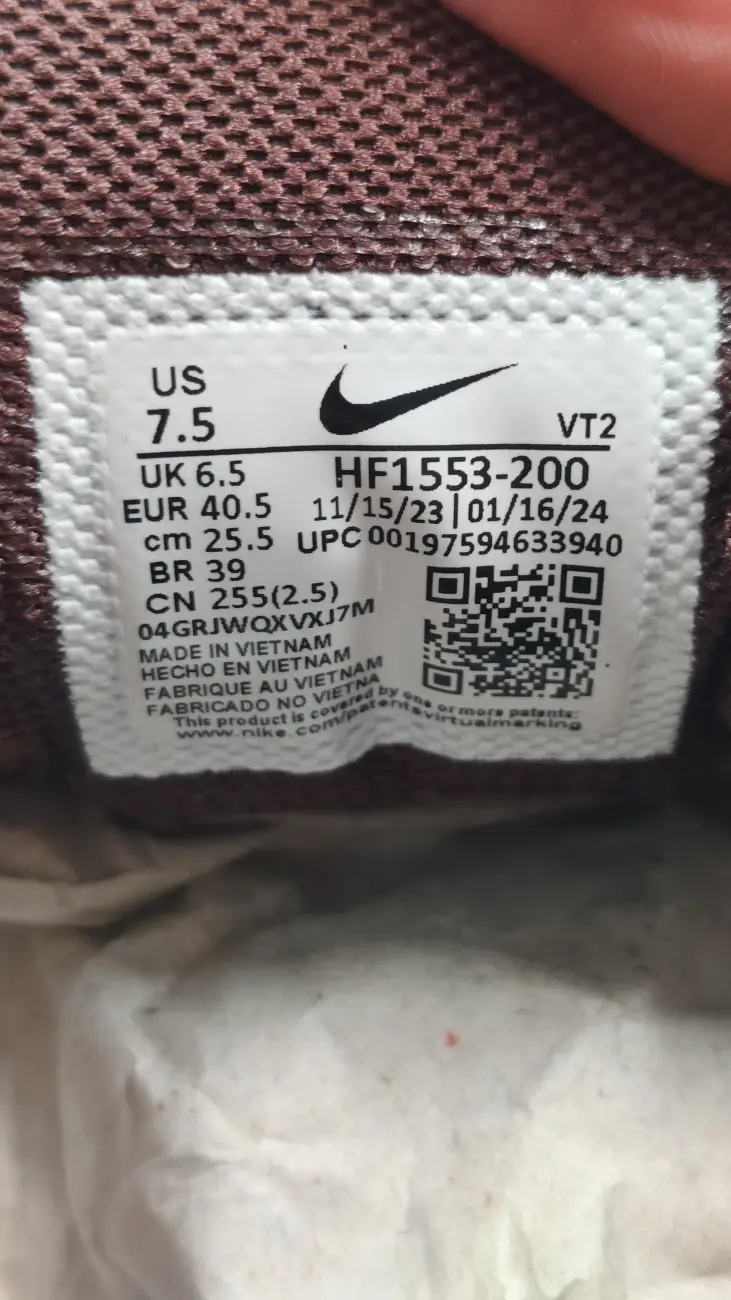 US
7.5
VT2
UK 6.5
HF1553-200
EUR 40.5
11/15/23 | 01/16/24
cm 25.5
UPC 00197594633940
BR 39
CN 255(2.5)
04GRJWQXVXJ7M
MADE IN VIETNAM
HECHO EN VIETNAM
FABRIQUE AU VIETNAM
FABRICADO NO VIETNA
This product is covered by one or more patents:
www.nike.com/patentsvirtualmarking